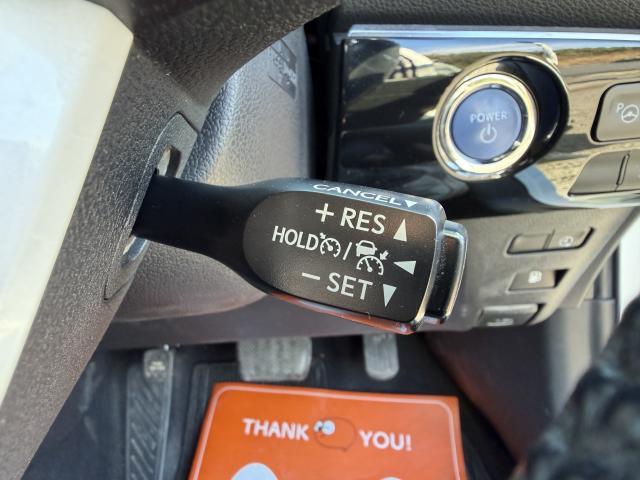 POWER
P
CANCEL
+ RES
HOLD /
- SET
THANK YOU!